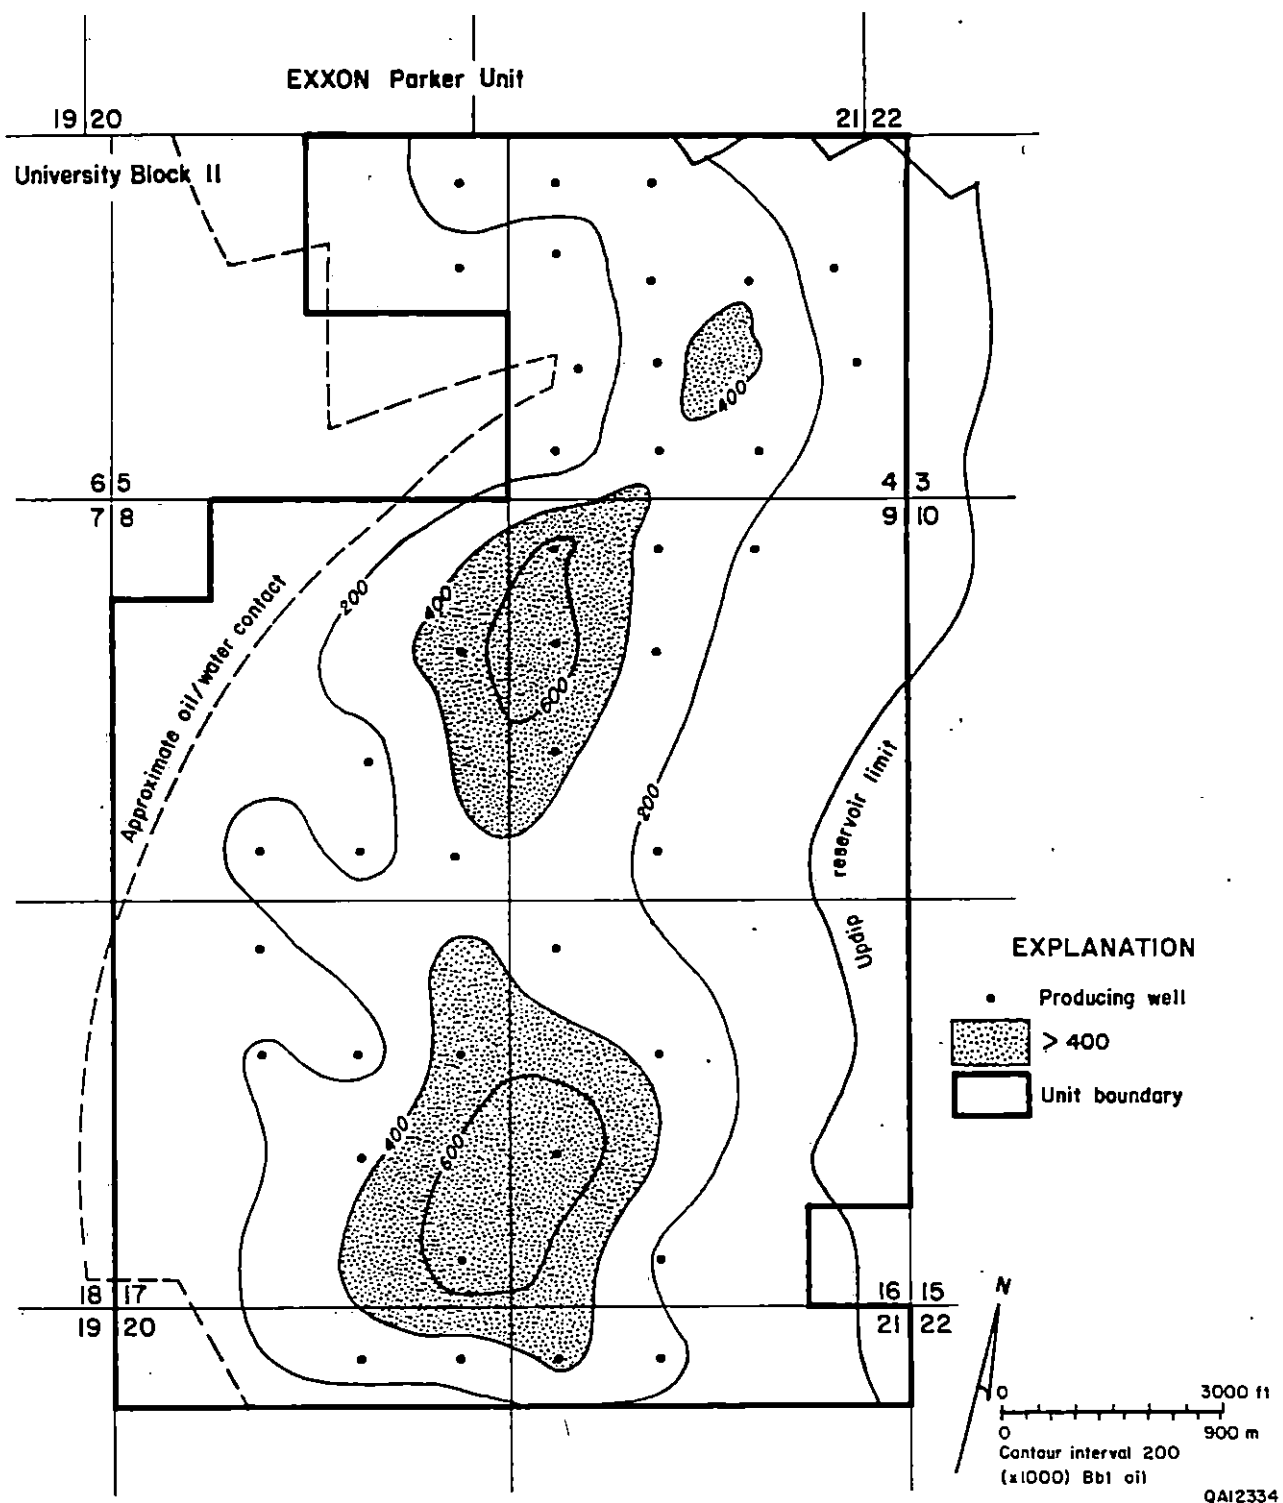 EXXON Parker Unit
19 20
21 22
University Block II
400
6 5
4 3
7 8
9 10
200
400
600
Approximate oil/water contact
200
Updip reservoir limit
EXPLANATION
Producing well
> 400
Unit boundary
400
600
18 17
16 15
19 20
21 22
N
0 3000 ft
0 900 m
Contour interval 200
(x1000) Bbl oil
QA12334